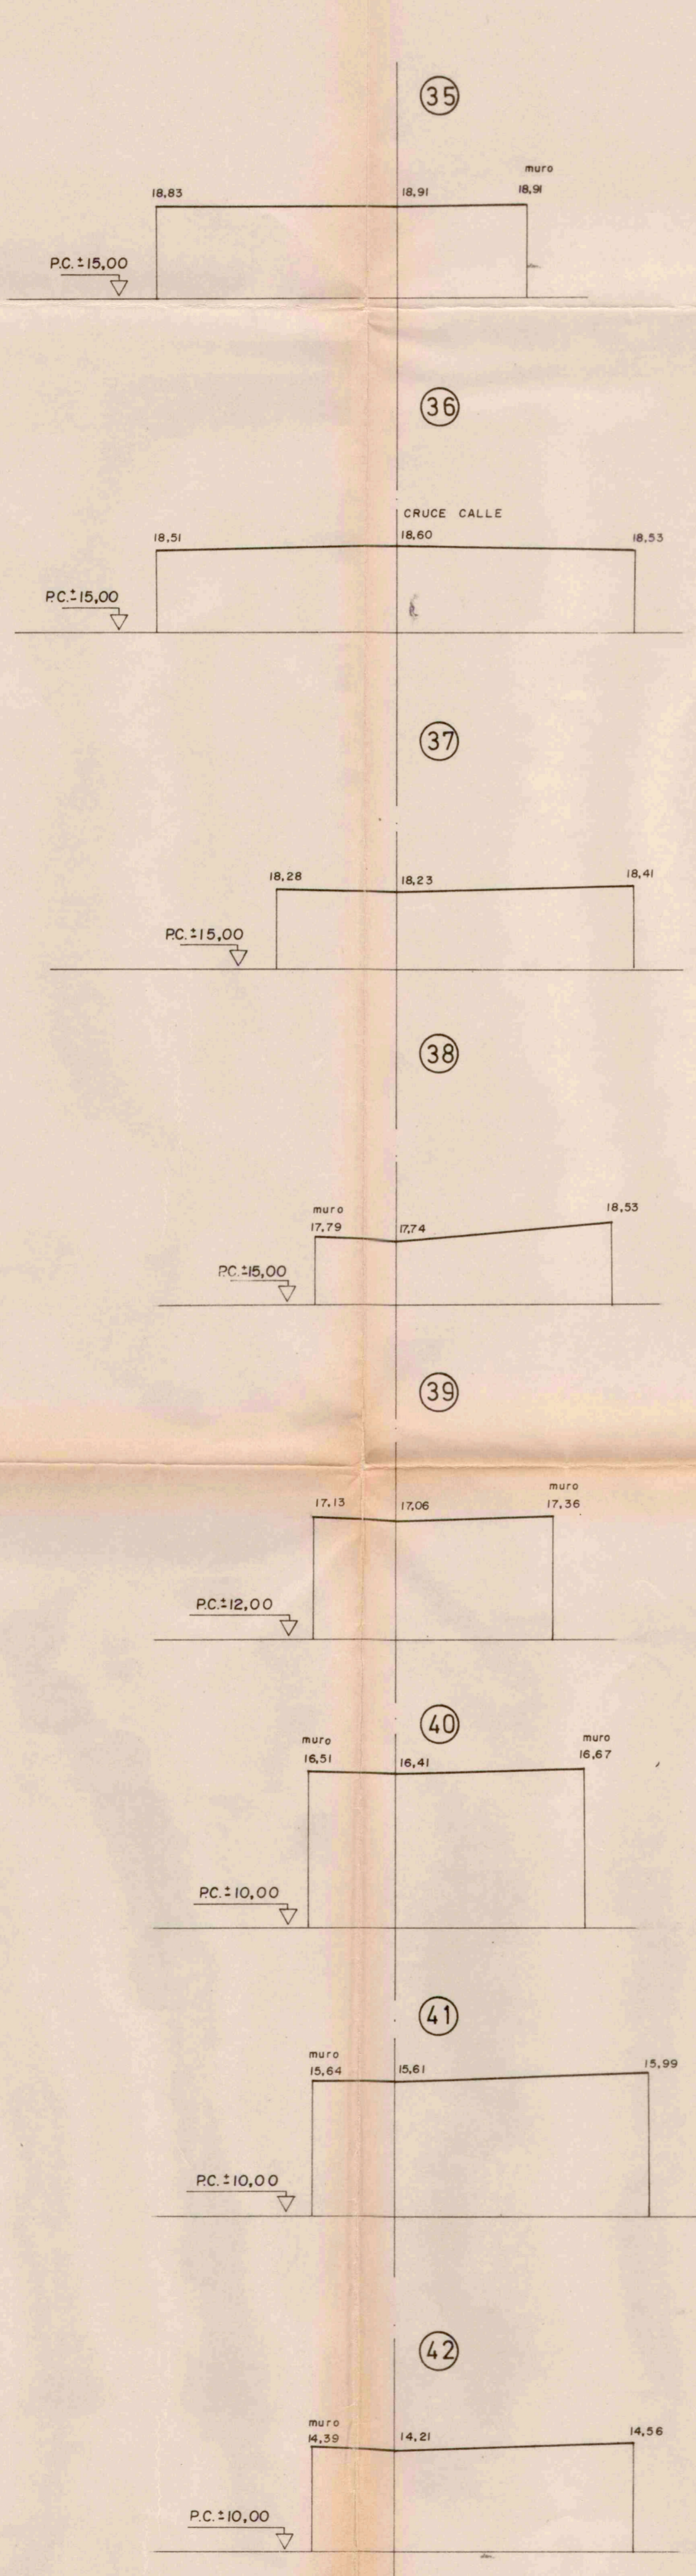 35
muro
18,83 18,91 18,91
P.C. ±15,00
36
CRUCE CALLE
18,51 18,60 18,53
P.C. ±15,00
37
18,28 18,23 18,41
P.C. ±15,00
38
muro 18,53
17,79 17,74
P.C. ±15,00
39
muro
17,13 17,06 17,36
P.C. ±12,00
40
muro muro
16,51 16,41 16,67
P.C. ±10,00
41
muro
15,64 15,61 15,99
P.C. ±10,00
42
muro
14,39 14,21 14,56
P.C. ±10,00